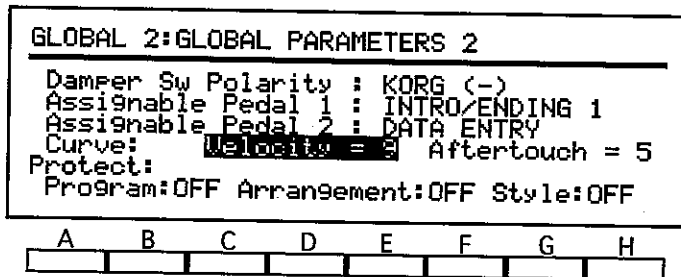 GLOBAL 2:GLOBAL PARAMETERS 2
Damper Sw Polarity : KORG (-)
Assignable Pedal 1 : INTRO/ENDING 1
Assignable Pedal 2 : DATA ENTRY
Curve: Velocity = 9 Aftertouch = 5
Protect:
Program:OFF Arrangement:OFF Style:OFF
A B C D E F G H